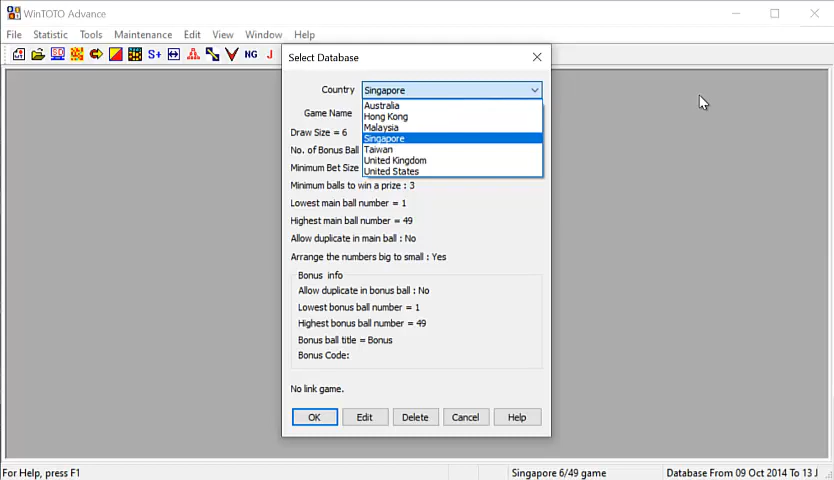 WinTOTO Advance
File Statistic Tools Maintenance Edit View Window Help
SD S+ NG J
Select Database
Country Singapore
Australia
Hong Kong
Malaysia
Singapore
Taiwan
United Kingdom
United States
Game Name
Draw Size = 6
No. of Bonus Ball
Minimum Bet Size
Minimum balls to win a prize : 3
Lowest main ball number = 1
Highest main ball number = 49
Allow duplicate in main ball : No
Arrange the numbers big to small : Yes
Bonus info
Allow duplicate in bonus ball : No
Lowest bonus ball number = 1
Highest bonus ball number = 49
Bonus ball title = Bonus
Bonus Code:
No link game.
OK Edit Delete Cancel Help
For Help, press F1 Singapore 6/49 game Database From 09 Oct 2014 To 13 J